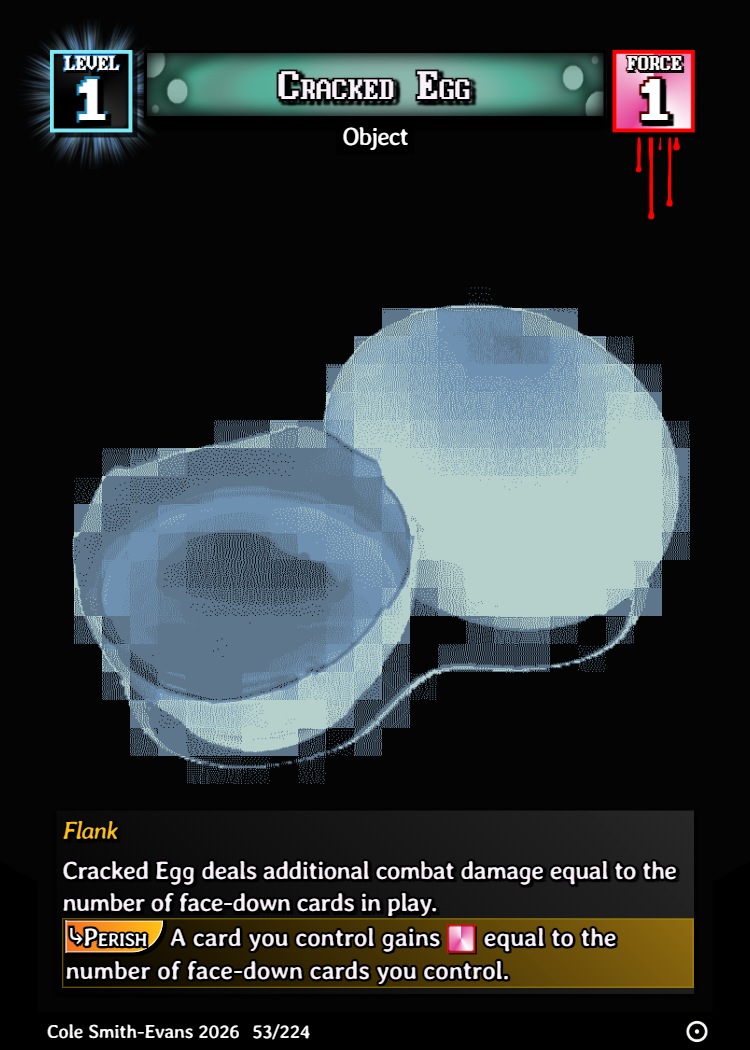 LEVEL
1
Cracked Egg
FORCE
1
Object
Flank
Cracked Egg deals additional combat damage equal to the
number of face-down cards in play.
↳Perish A card you control gains equal to the
number of face-down cards you control.
Cole Smith-Evans 2026 53/224